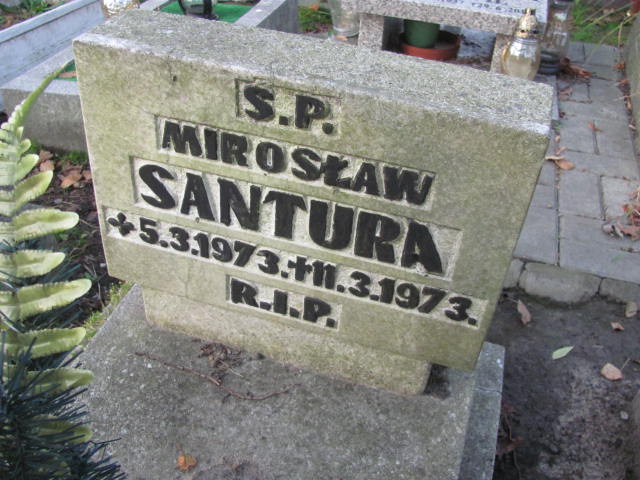 S.P.
MIROSŁAW
SANTURA
5.3.1973. 11.3.1973.
R.I.P.